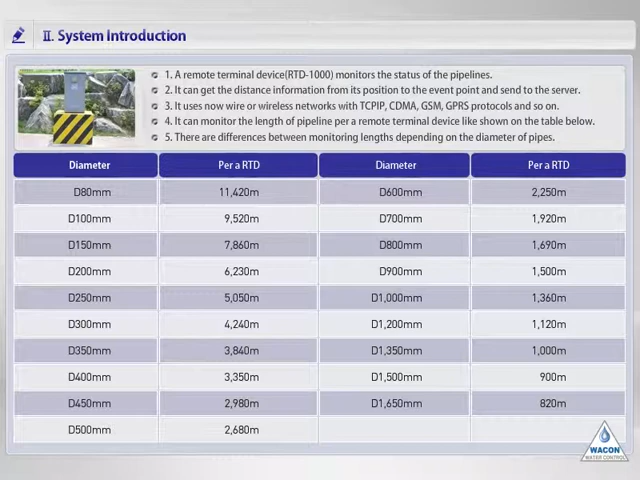 II. System Introduction
1. A remote terminal device(RTD-1000) monitors the status of the pipelines.
2. It can get the distance information from its position to the event point and send to the server.
3. It uses now wire or wireless networks with TCPIP, CDMA, GSM, GPRS protocols and so on.
4. It can monitor the length of pipeline per a remote terminal device like shown on the table below.
5. There are differences between monitoring lengths depending on the diameter of pipes.
Diameter Per a RTD Diameter Per a RTD
D80mm 11,420m D600mm 2,250m
D100mm 9,520m D700mm 1,920m
D150mm 7,860m D800mm 1,690m
D200mm 6,230m D900mm 1,500m
D250mm 5,050m D1,000mm 1,360m
D300mm 4,240m D1,200mm 1,120m
D350mm 3,840m D1,350mm 1,000m
D400mm 3,350m D1,500mm 900m
D450mm 2,980m D1,650mm 820m
D500mm 2,680m
WACON
WATER CONTROL